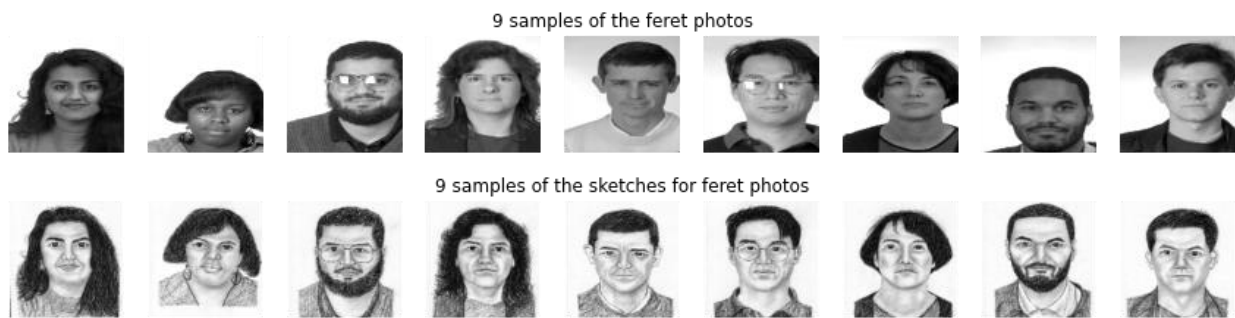 9 samples of the feret photos
9 samples of the sketches for feret photos